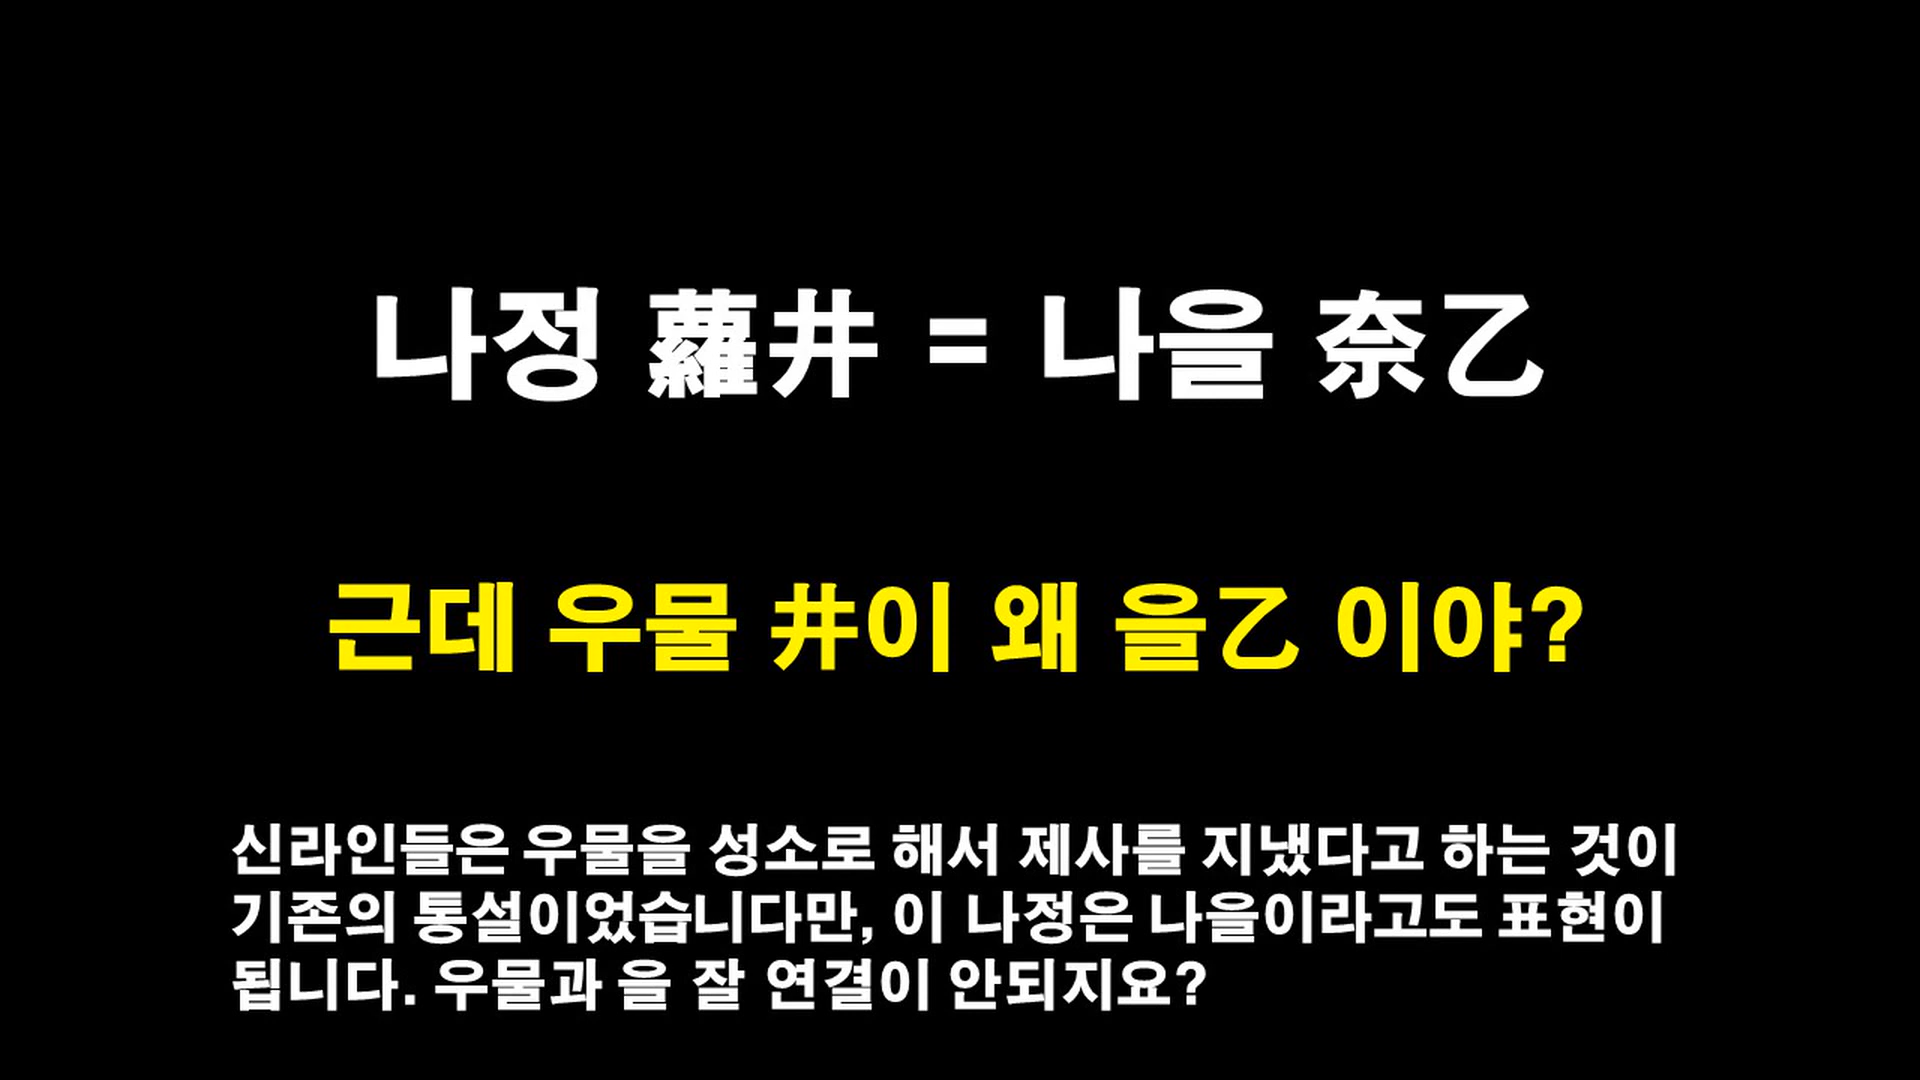 나정 蘿井 = 나을 奈乙
근데 우물 井이 왜 을乙 이야?
신라인들은 우물을 성소로 해서 제사를 지냈다고 하는 것이
기존의 통설이었습니다만, 이 나정은 나을이라고도 표현이
됩니다. 우물과 을 잘 연결이 안되지요?